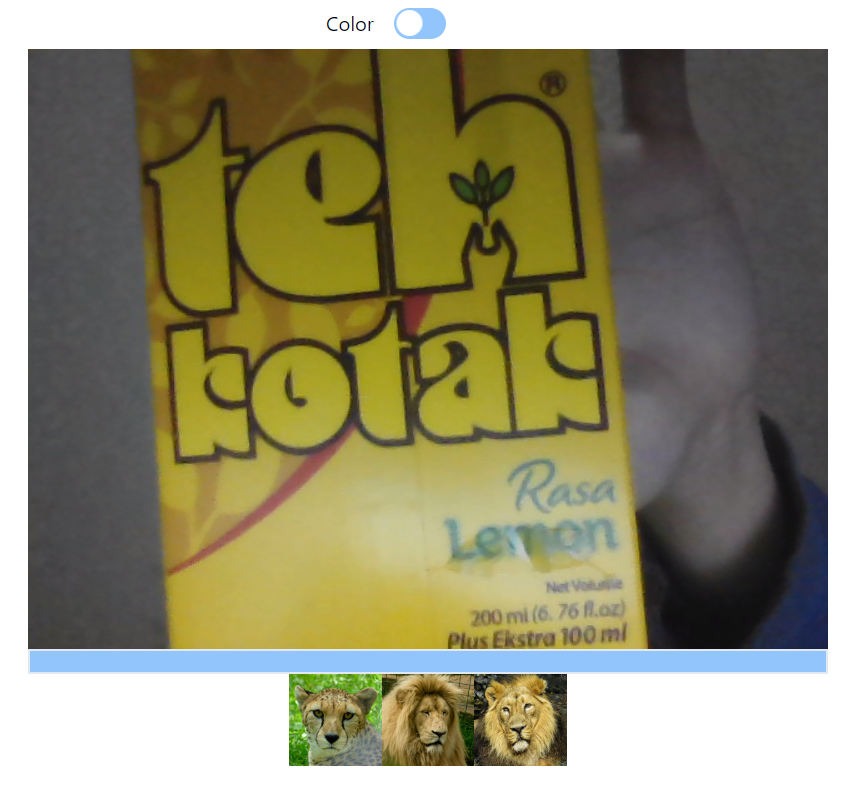 Color
teh®
kotak
Rasa
Lemon
Net Volume
200 ml (6. 76 fl.oz)
Plus Ekstra 100 ml